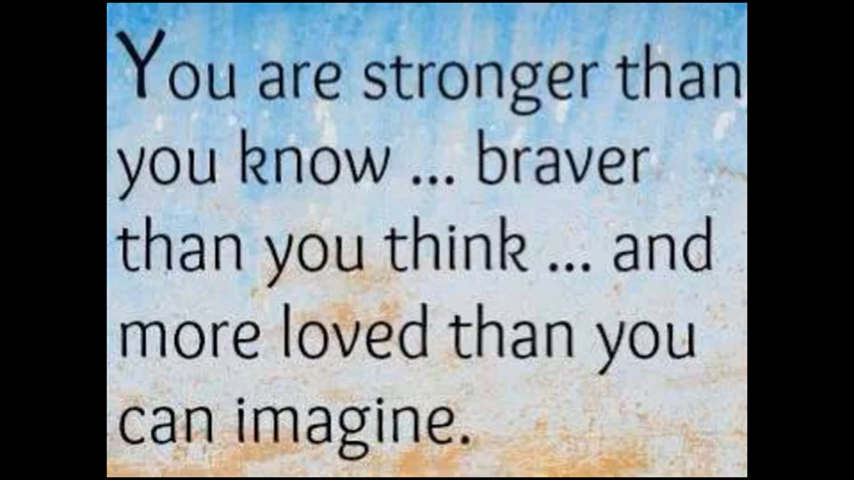 You are stronger than
you know ... braver
than you think ... and
more loved than you
can imagine.